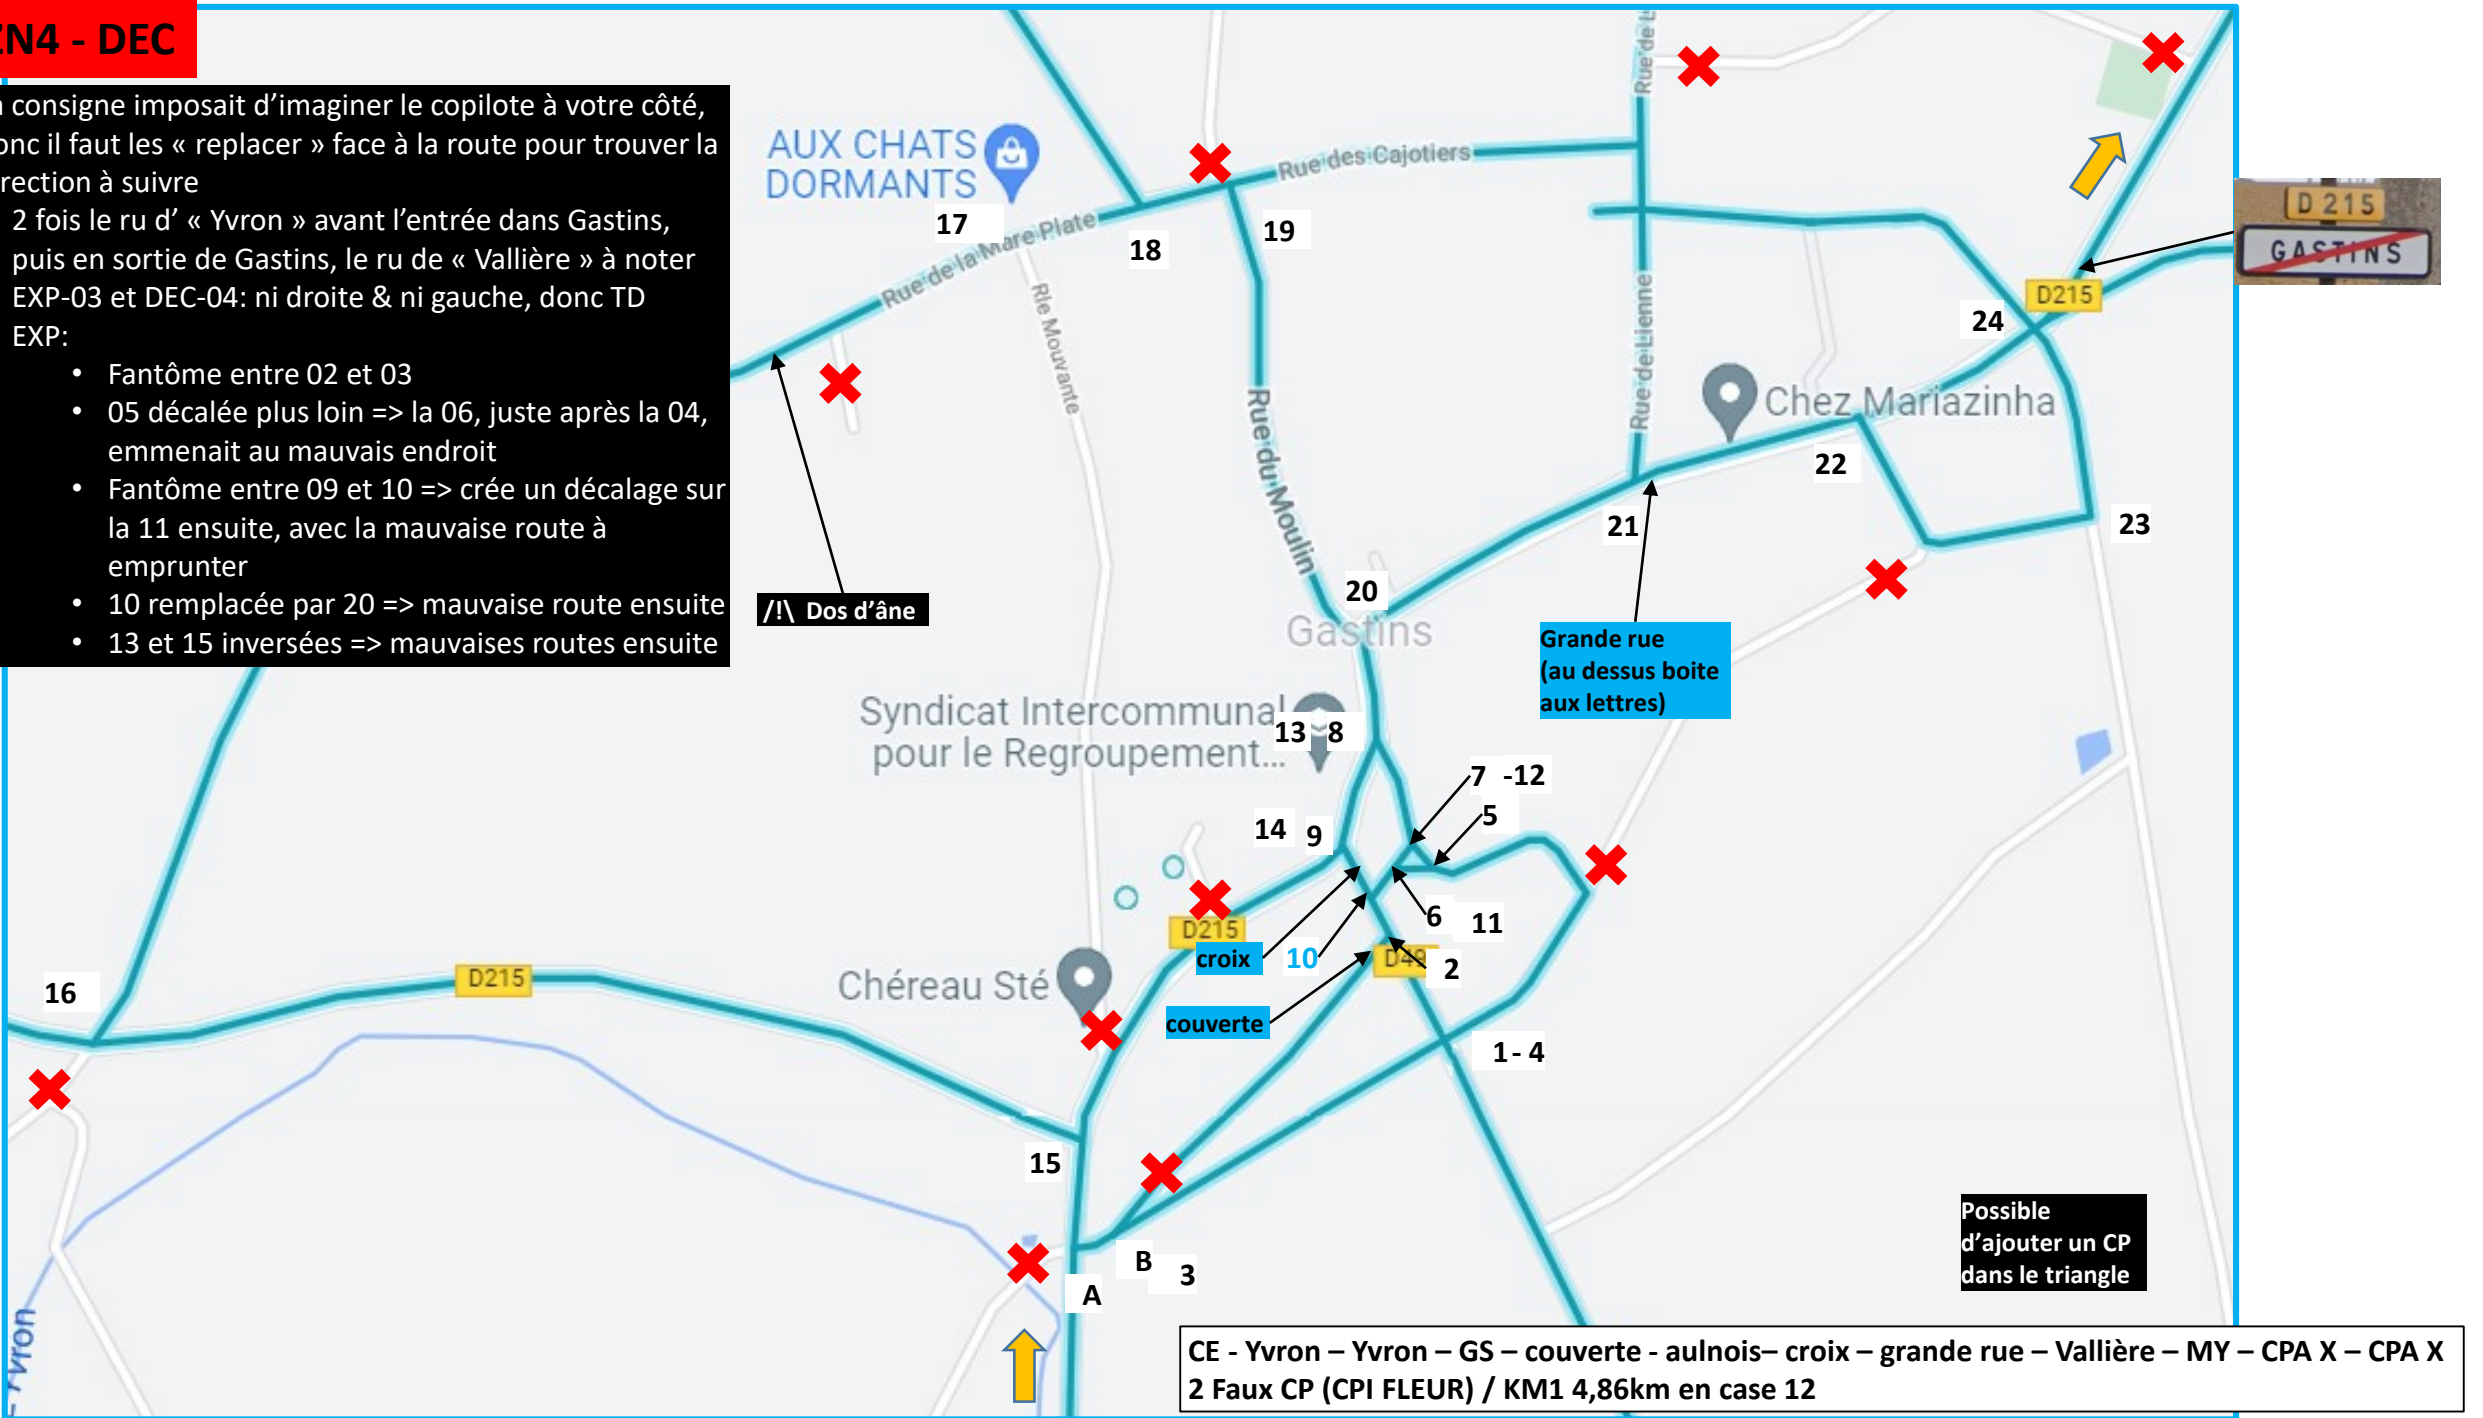 ZN4 - DEC
consigne imposait d'imaginer le copilote à votre côté,
donc il faut les « replacer » face à la route pour trouver la
direction à suivre
2 fois le ru d' « Yvron » avant l'entrée dans Gastins,
puis en sortie de Gastins, le ru de « Vallière » à noter
EXP-03 et DEC-04: ni droite & ni gauche, donc TD
EXP:
• Fantôme entre 02 et 03
• 05 décalée plus loin => la 06, juste après la 04,
emmenait au mauvais endroit
• Fantôme entre 09 et 10 => crée un décalage sur
la 11 ensuite, avec la mauvaise route à
emprunter
• 10 remplacée par 20 => mauvaise route ensuite
• 13 et 15 inversées => mauvaises routes ensuite
AUX CHATS
DORMANTS
Rue des Cajotiers
Rue de L
17
Rue de la Mare Plate
18
19
Rle Mouvante
Rue du Moulin
Rue de Lienne
D 215
GASTINS
D215
24
Chez Mariazinha
22
21
23
20
Gastins
/!\ Dos d'âne
Grande rue
(au dessus boite
aux lettres)
Syndicat Intercommunal
pour le Regroupement...
13
8
7 -12
5
14
9
6
11
D215
croix
10
D49
2
Chéreau Sté
couverte
1- 4
D215
16
15
B
3
A
Yvron
Possible
d'ajouter un CP
dans le triangle
CE - Yvron – Yvron – GS – couverte - aulnois– croix – grande rue – Vallière – MY – CPA X – CPA X
2 Faux CP (CPI FLEUR) / KM1 4,86km en case 12